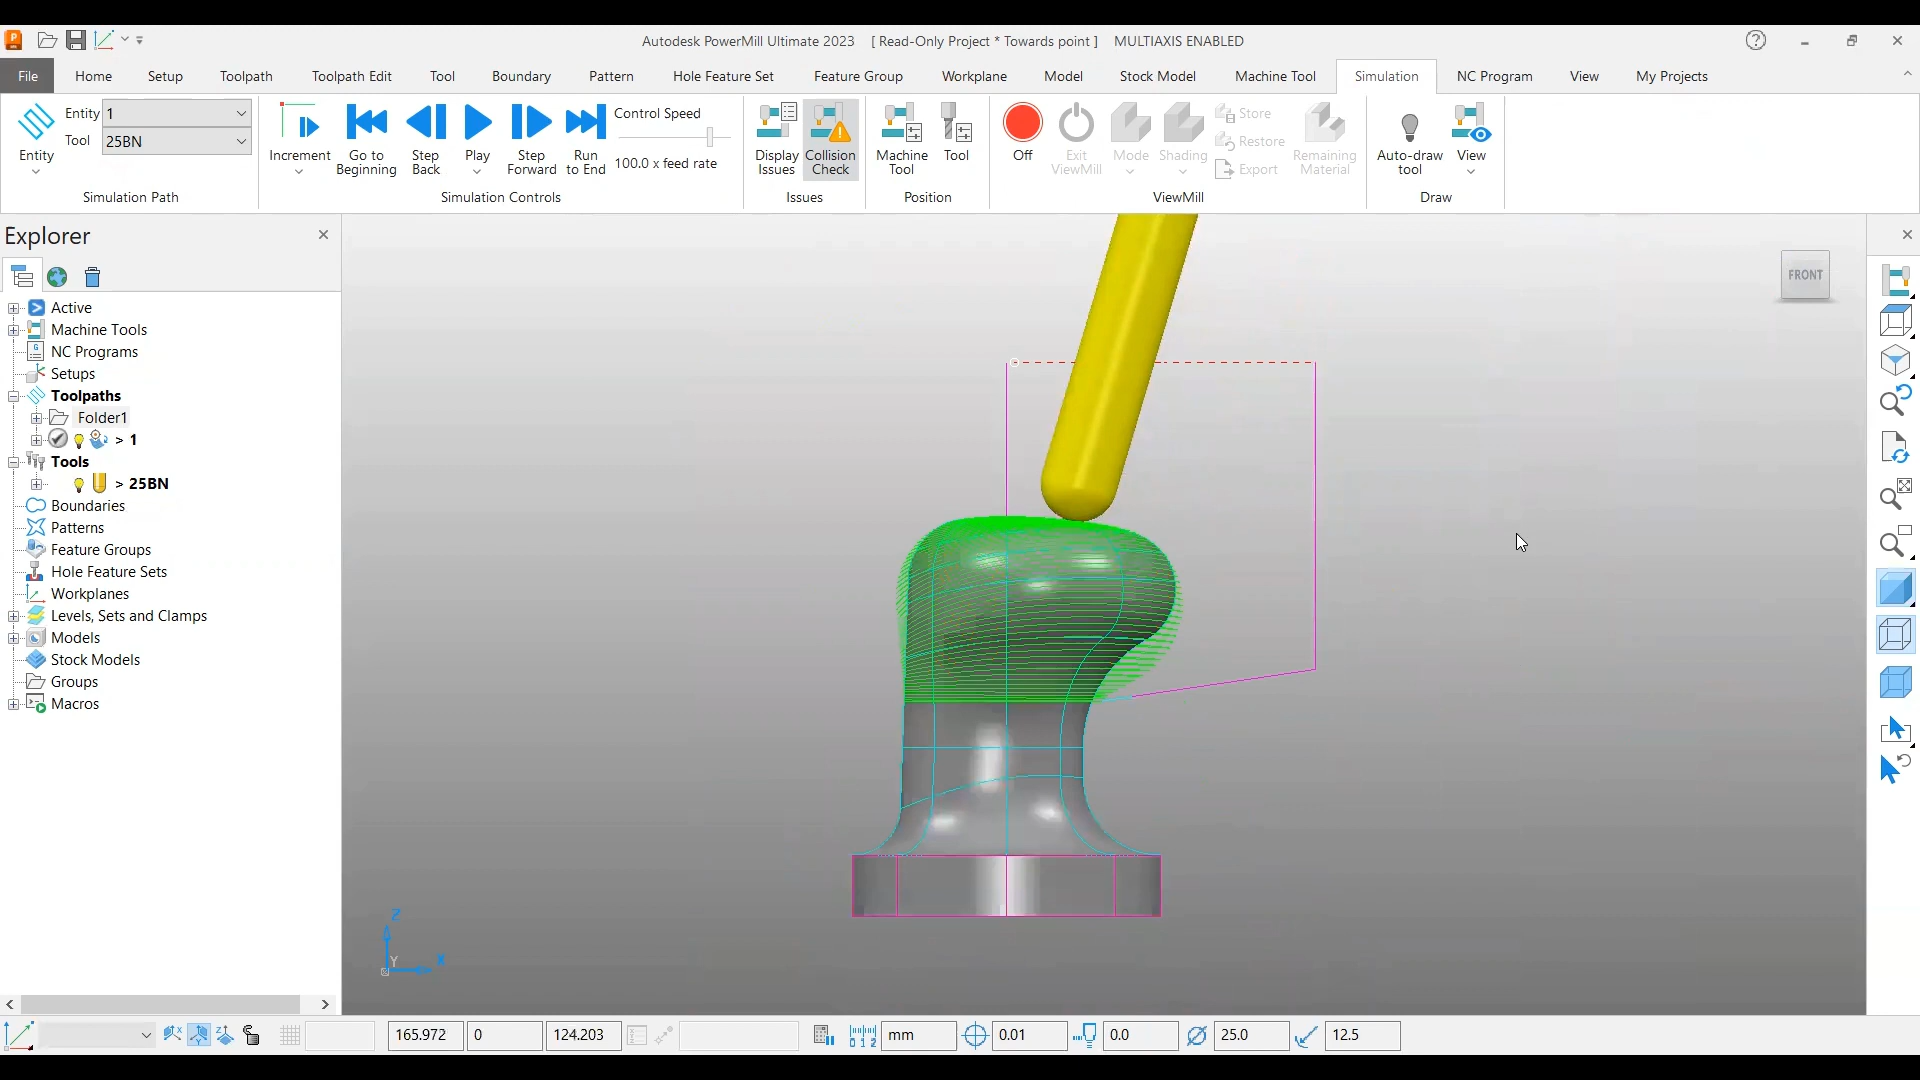 Autodesk PowerMill Ultimate 2023 [ Read-Only Project * Towards point ] MULTIAXIS ENABLED
File Home Setup Toolpath Toolpath Edit Tool Boundary Pattern Hole Feature Set Feature Group Workplane Model Stock Model Machine Tool Simulation NC Program View My Projects
Entity
Entity 1
Tool 25BN
Simulation Path
Increment
Go to Beginning
Step Back
Play
Step Forward
Run to End
Control Speed
100.0 x feed rate
Simulation Controls
Display Issues
Collision Check
Issues
Machine Tool
Tool
Position
Off
Exit ViewMill
Mode
Shading
Store
Restore
Export
Remaining Material
ViewMill
Auto-draw tool
View
Draw
Explorer
Active
Machine Tools
NC Programs
Setups
Toolpaths
Folder1
> 1
Tools
> 25BN
Boundaries
Patterns
Feature Groups
Hole Feature Sets
Workplanes
Levels, Sets and Clamps
Models
Stock Models
Groups
Macros
FRONT
Z
Y X
165.972 0 124.203 mm 0.01 0.0 25.0 12.5